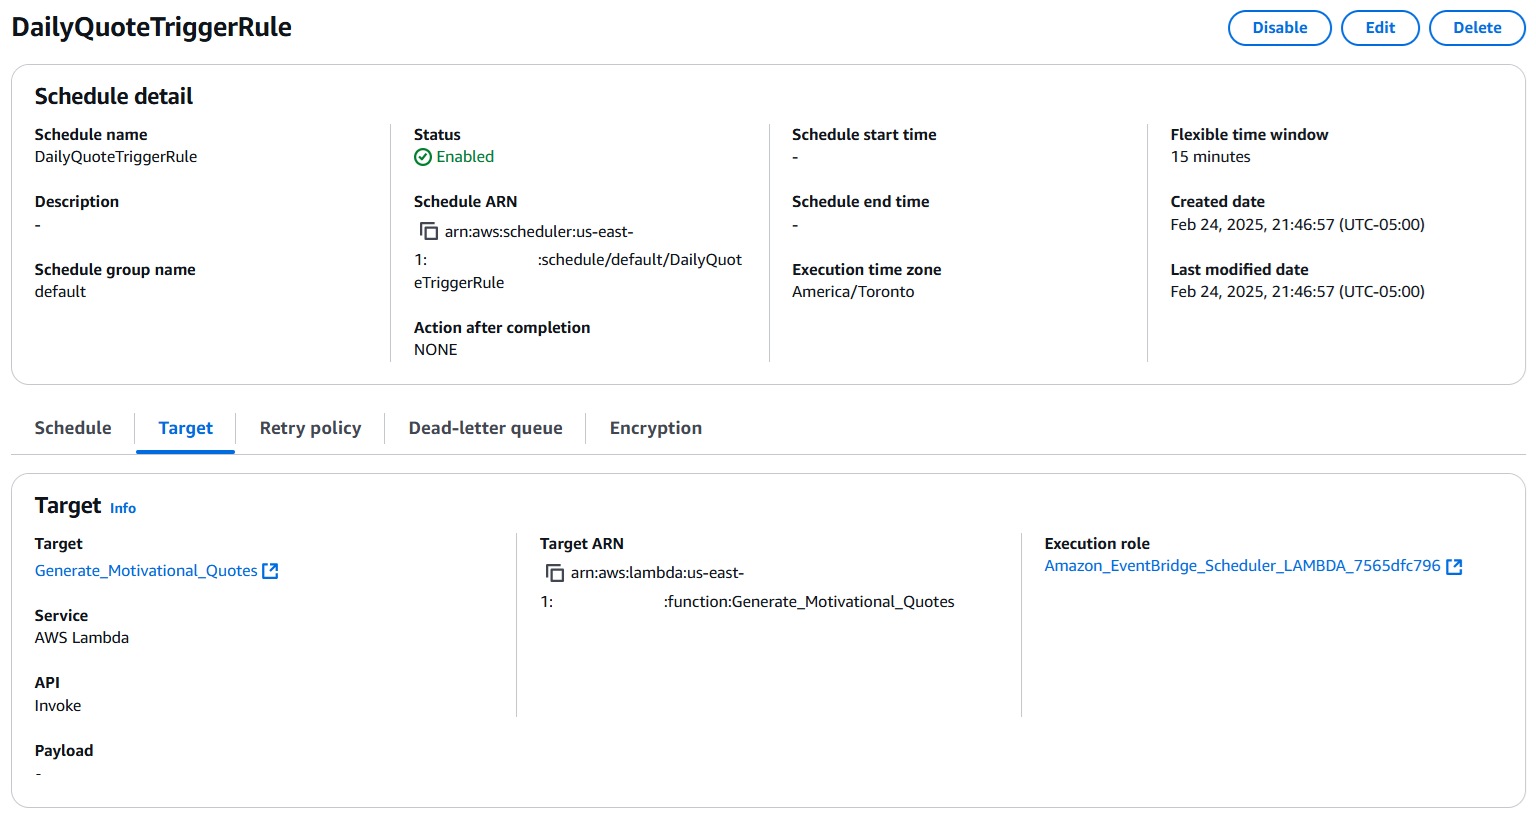 DailyQuoteTriggerRule
Disable
Edit
Delete
Schedule detail
Schedule name
DailyQuoteTriggerRule
Description
-
Schedule group name
default
Status
Enabled
Schedule ARN
arn:aws:scheduler:us-east-
1: :schedule/default/DailyQuot
eTriggerRule
Action after completion
NONE
Schedule start time
-
Schedule end time
-
Execution time zone
America/Toronto
Flexible time window
15 minutes
Created date
Feb 24, 2025, 21:46:57 (UTC-05:00)
Last modified date
Feb 24, 2025, 21:46:57 (UTC-05:00)
Schedule
Target
Retry policy
Dead-letter queue
Encryption
Target Info
Target
Generate_Motivational_Quotes
Service
AWS Lambda
API
Invoke
Payload
-
Target ARN
arn:aws:lambda:us-east-
1: :function:Generate_Motivational_Quotes
Execution role
Amazon_EventBridge_Scheduler_LAMBDA_7565dfc796